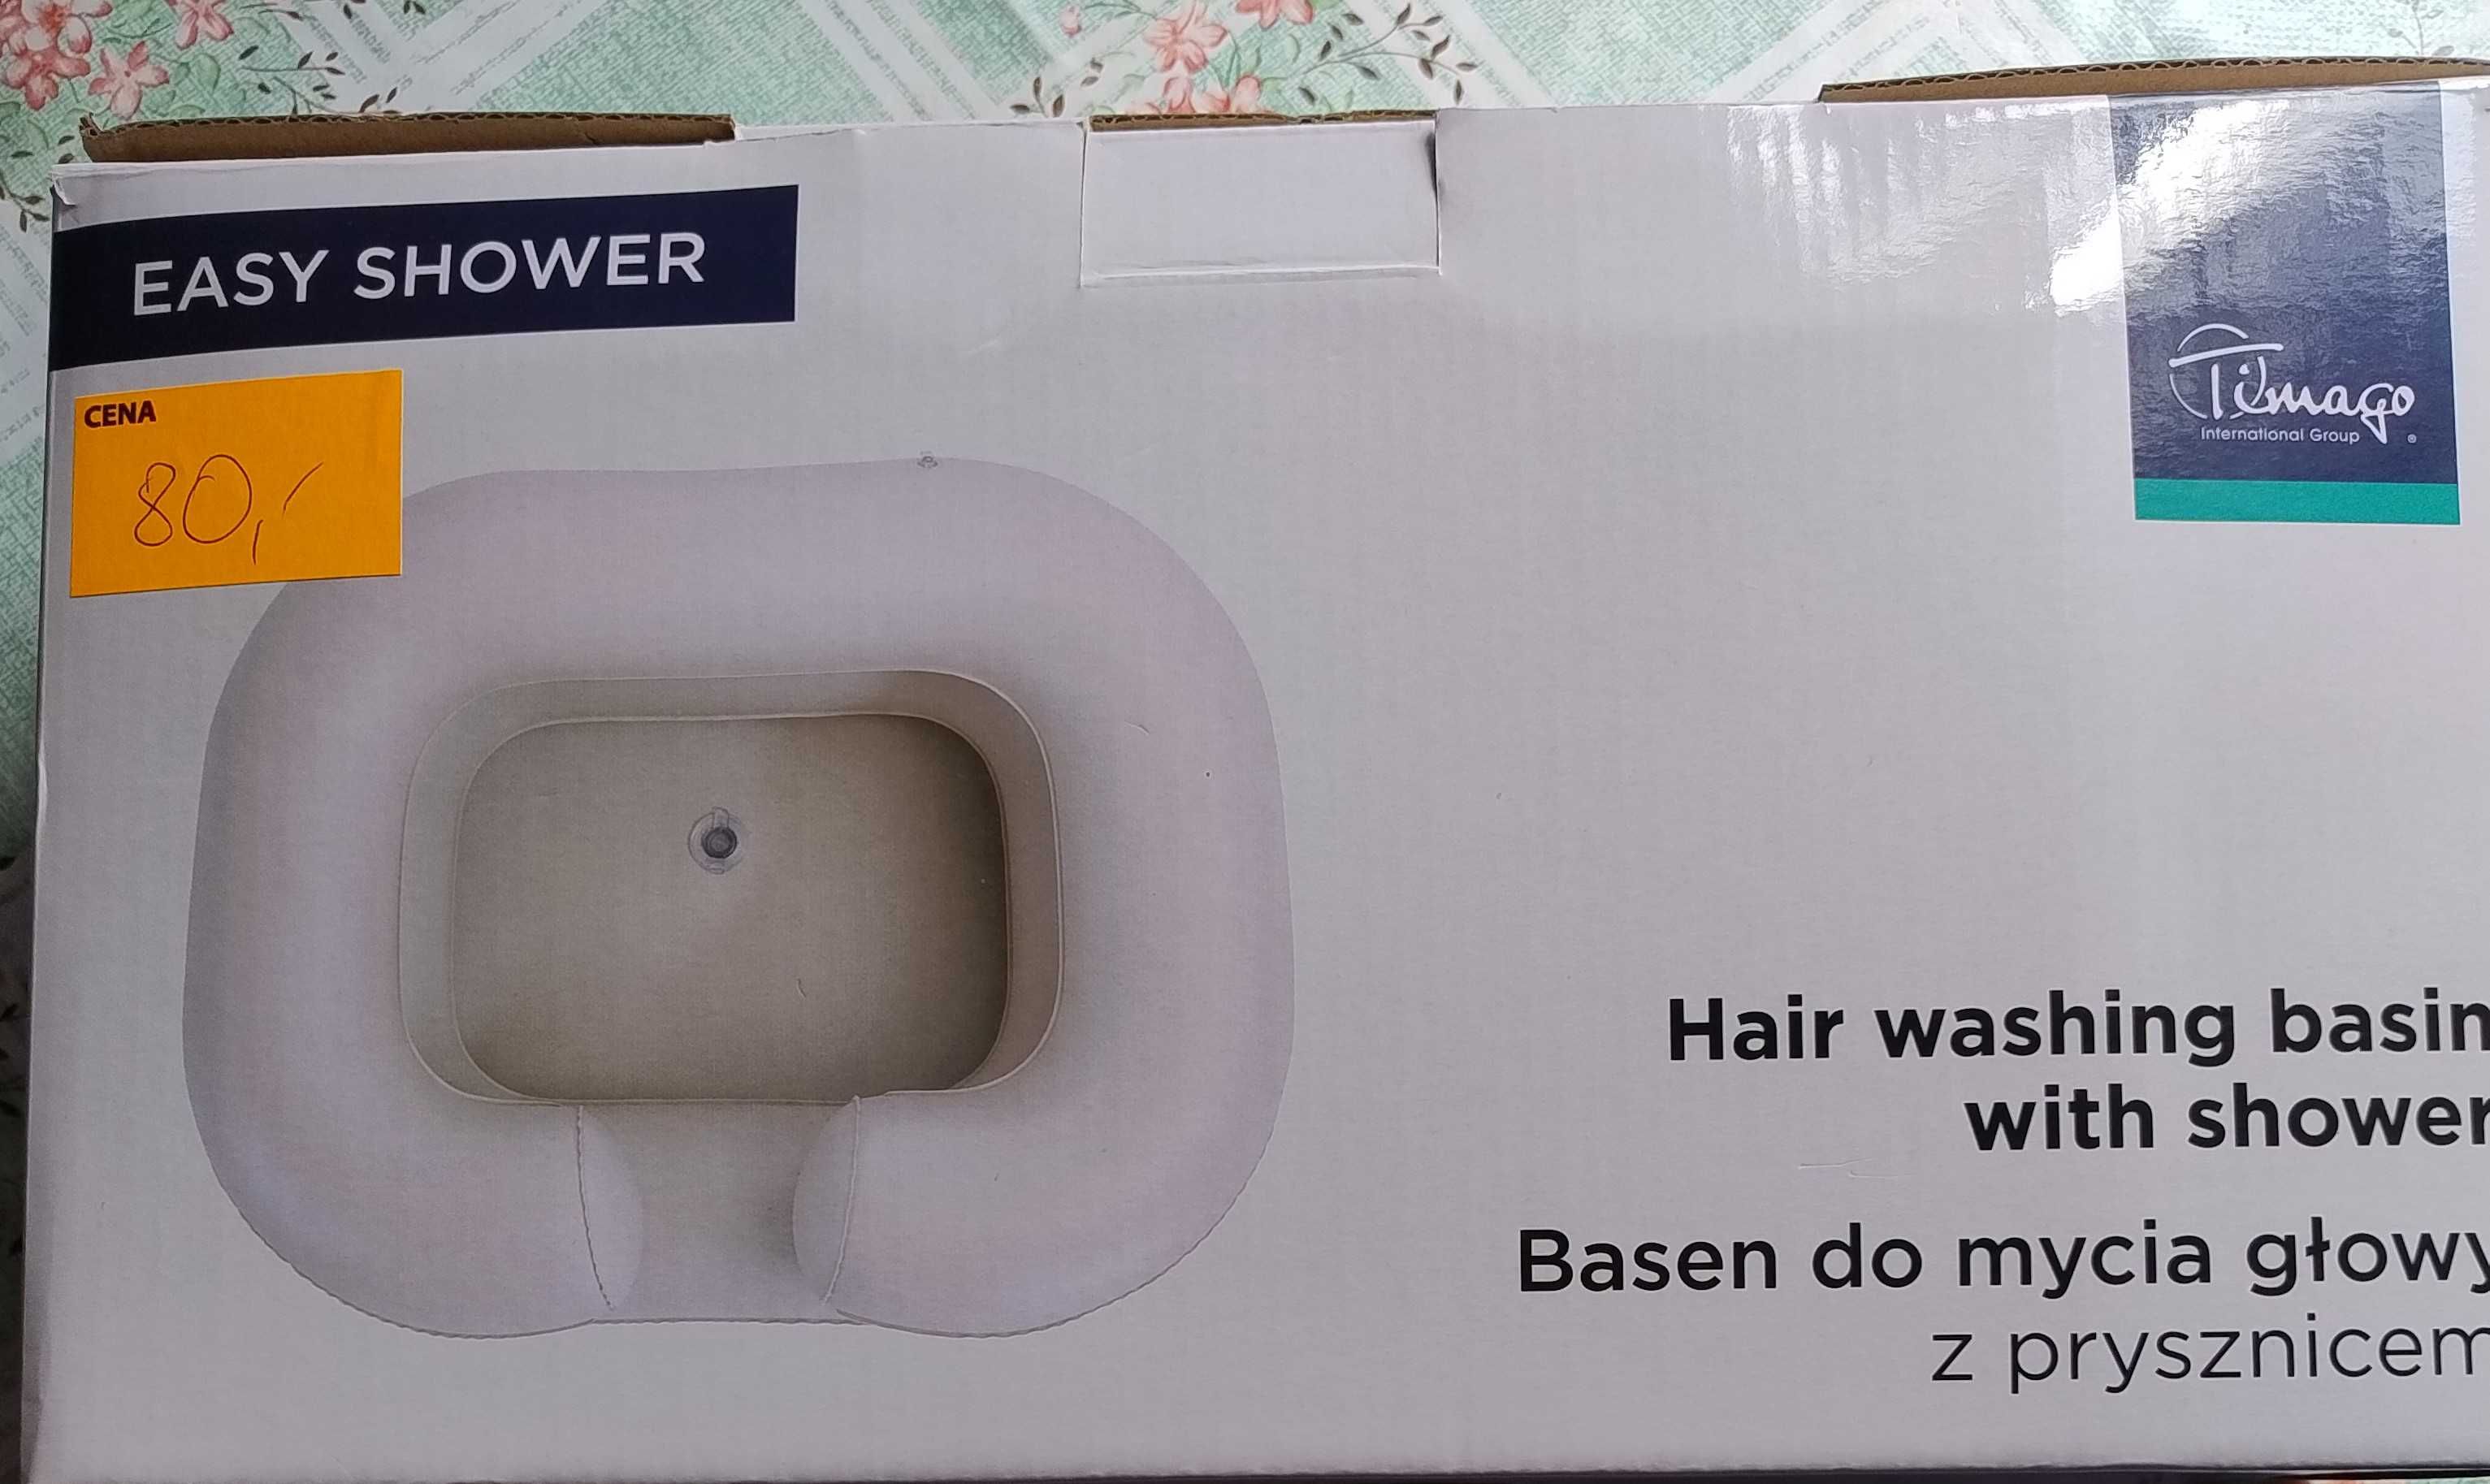 EASY SHOWER
CENA
80,-
Timago
International Group ®
Hair washing basin
with shower
Basen do mycia głowy
z prysznicem